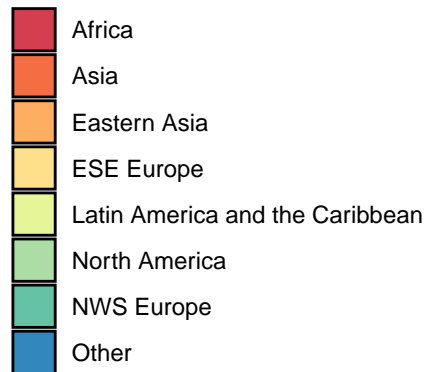 Africa
Asia
Eastern Asia
ESE Europe
Latin America and the Caribbean
North America
NWS Europe
Other